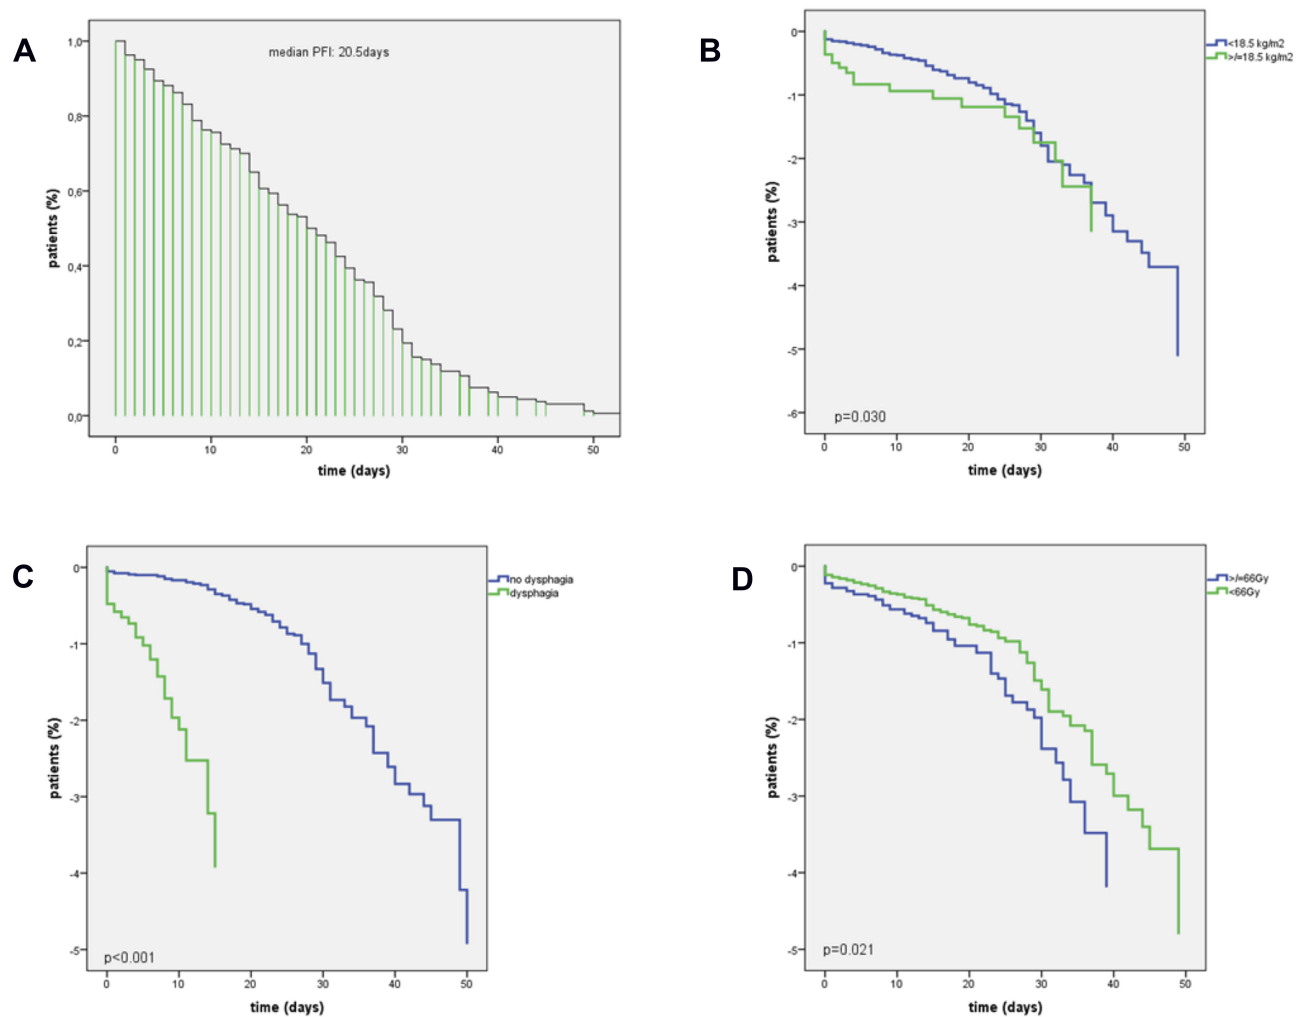 A
median PFI: 20.5days
patients (%)
1,0
0,8
0,6
0,4
0,2
0,0
0 10 20 30 40 50
time (days)
B
<18.5 kg/m2
>/=18.5 kg/m2
patients (%)
-0
-1
-2
-3
-4
-5
-6
p=0.030
0 10 20 30 40 50
time (days)
C
no dysphagia
dysphagia
patients (%)
0
-1
-2
-3
-4
-5
p<0.001
0 10 20 30 40 50
time (days)
D
>/=66Gy
<66Gy
patients (%)
0
-1
-2
-3
-4
-5
p=0.021
0 10 20 30 40 50
time (days)